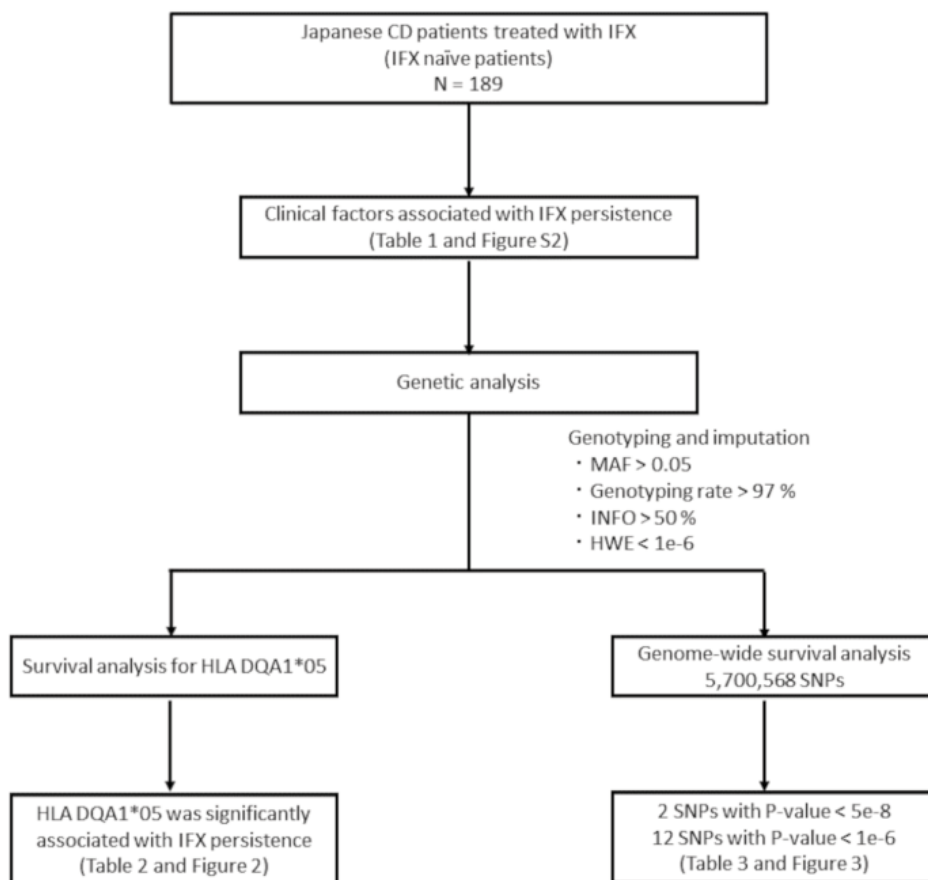 Japanese CD patients treated with IFX
(IFX naïve patients)
N = 189
Clinical factors associated with IFX persistence
(Table 1 and Figure S2)
Genetic analysis
Genotyping and imputation
・ MAF > 0.05
・ Genotyping rate > 97 %
・ INFO > 50 %
・ HWE < 1e-6
Survival analysis for HLA DQA1*05
Genome-wide survival analysis
5,700,568 SNPs
HLA DQA1*05 was significantly
associated with IFX persistence
(Table 2 and Figure 2)
2 SNPs with P-value < 5e-8
12 SNPs with P-value < 1e-6
(Table 3 and Figure 3)